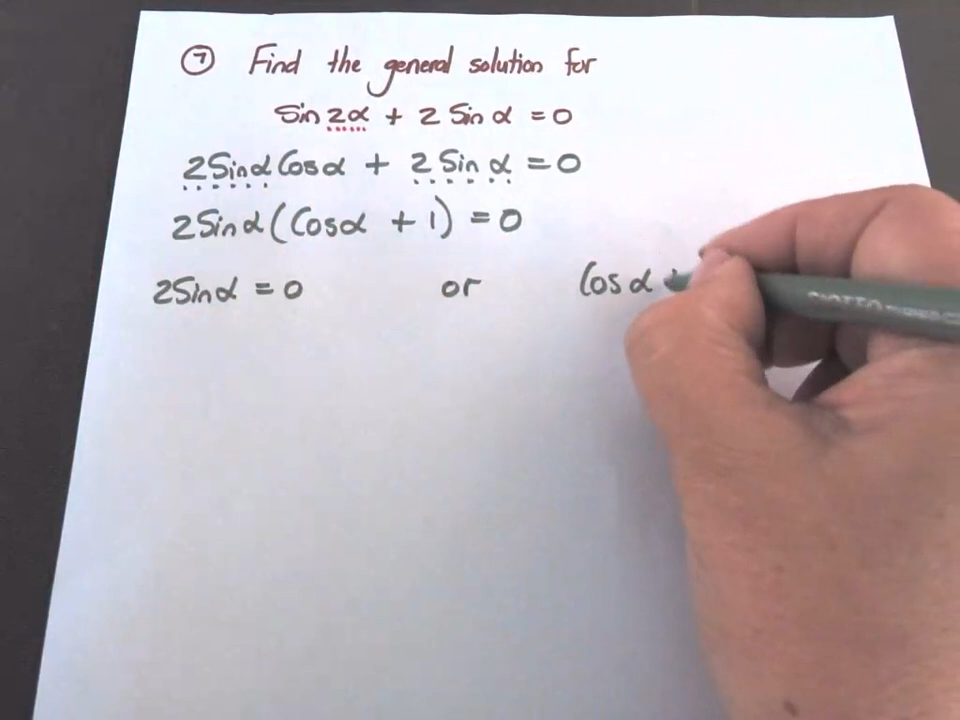 ⑦ Find the general solution for
Sin 2α + 2 Sin α = 0
2Sinα Cosα + 2 Sin α = 0
2Sinα (Cosα + 1) = 0
2Sinα = 0 or Cos α +